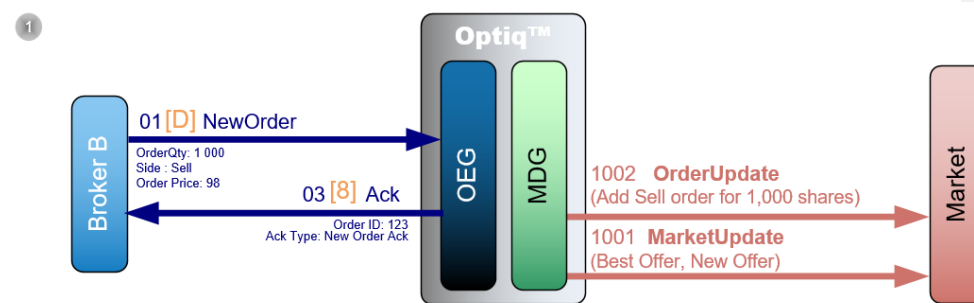 1
Optiq™
01 [D] NewOrder
OrderQty: 1 000
Side : Sell
Order Price: 98
03 [8] Ack
Order ID: 123
Ack Type: New Order Ack
Broker B
OEG
MDG
1002 OrderUpdate
(Add Sell order for 1,000 shares)
1001 MarketUpdate
(Best Offer, New Offer)
Market